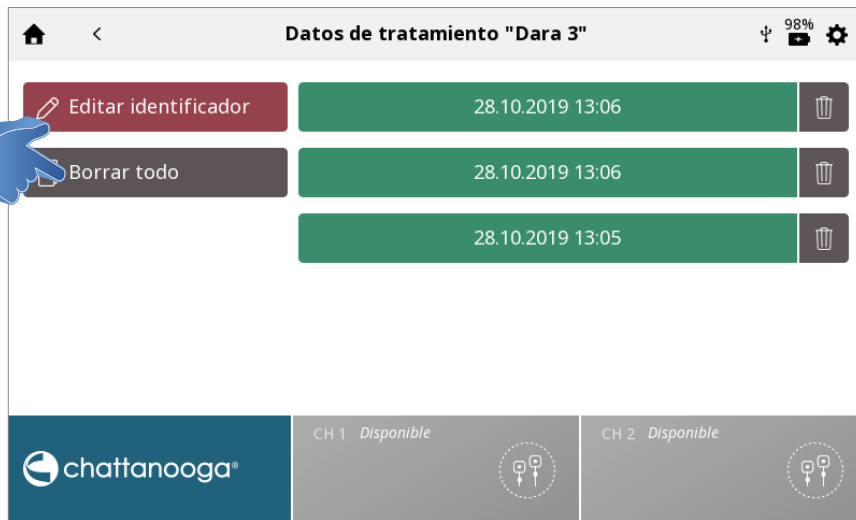 Datos de tratamiento "Dara 3"
98%
Editar identificador
28.10.2019 13:06
Borrar todo
28.10.2019 13:06
28.10.2019 13:05
chattanooga®
CH 1 Disponible
CH 2 Disponible